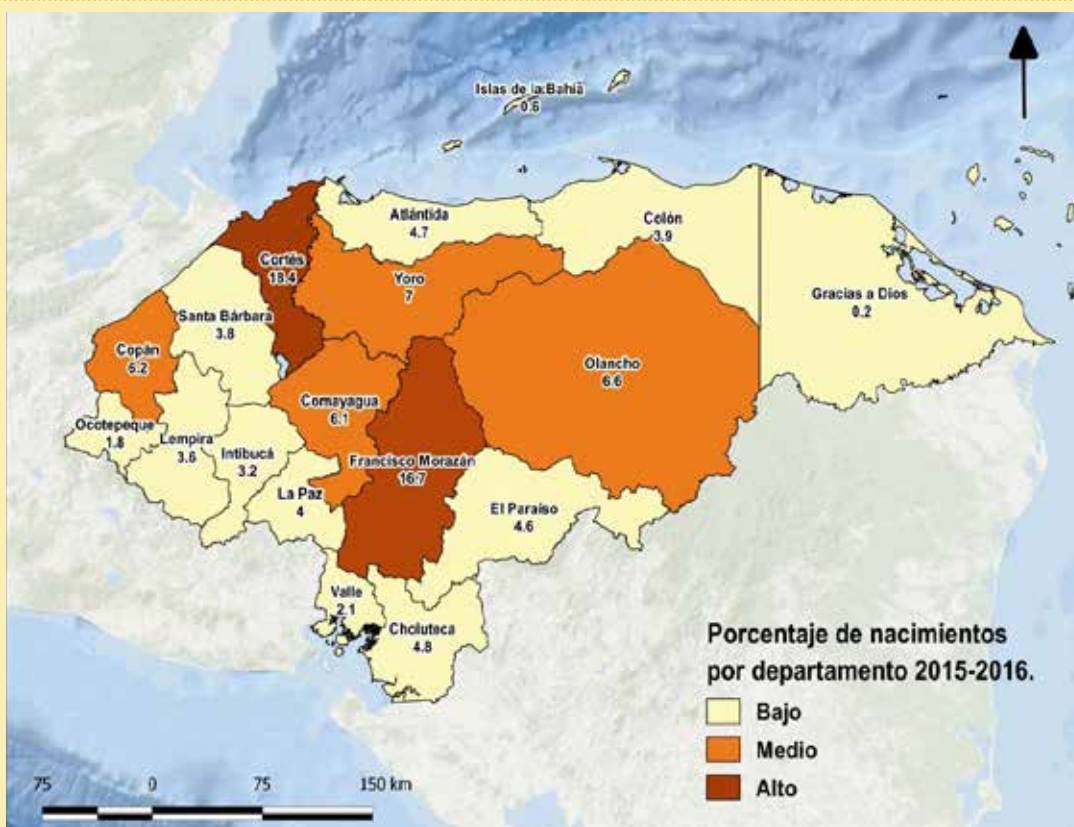 Islas de la Bahía
0.6
Atlántida
4.7
Colón
3.9
Cortés
18.4
Yoro
7
Gracias a Dios
0.2
Santa Bárbara
3.8
Copán
5.2
Olancho
6.6
Comayagua
6.1
Ocotepeque
1.8
Lempira
3.6
Intibucá
3.2
Francisco Morazán
16.7
La Paz
4
El Paraíso
4.6
Valle
2.1
Choluteca
4.8
Porcentaje de nacimientos
por departamento 2015-2016.
Bajo
Medio
Alto
75 0 75 150 km